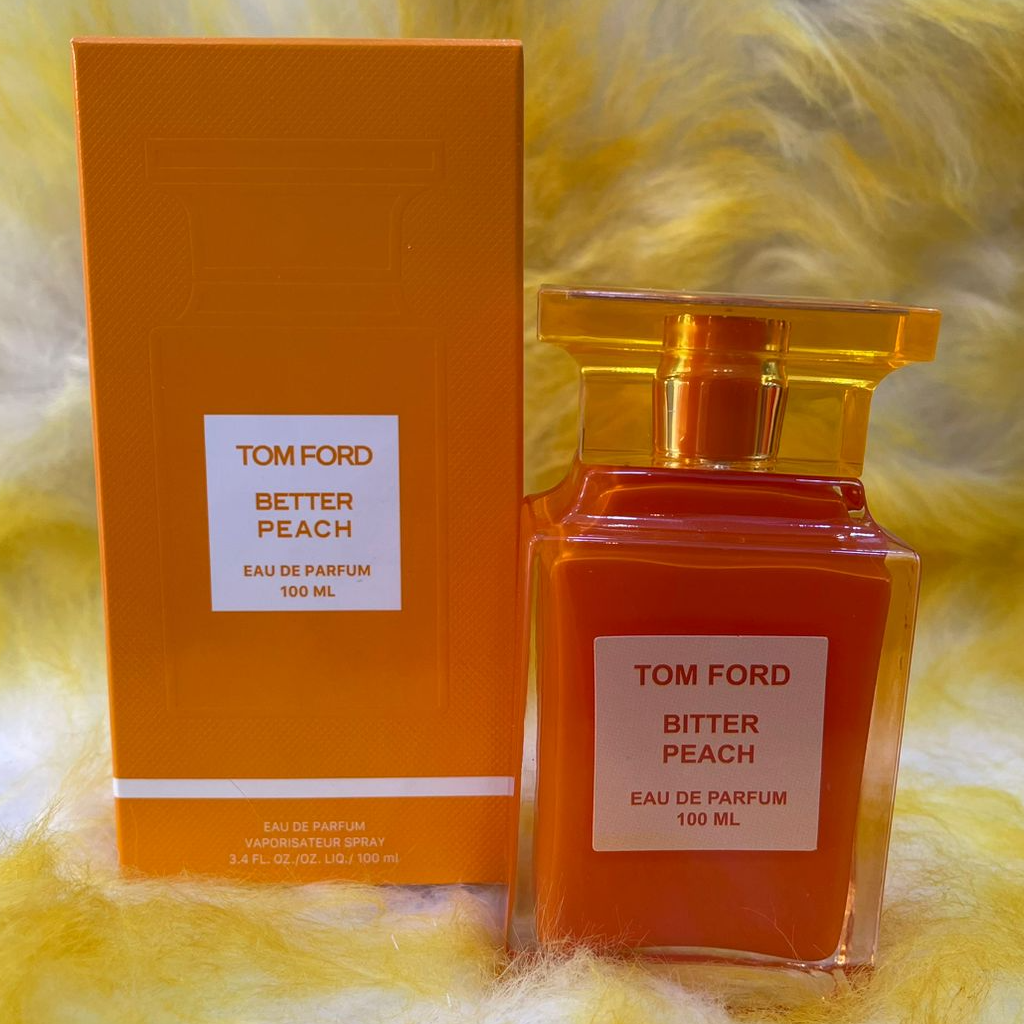 TOM FORD
BETTER
PEACH
EAU DE PARFUM
100 ML
EAU DE PARFUM
VAPORISATEUR SPRAY
3.4 FL. OZ./OZ. LIQ./ 100 ml
TOM FORD
BITTER
PEACH
EAU DE PARFUM
100 ML